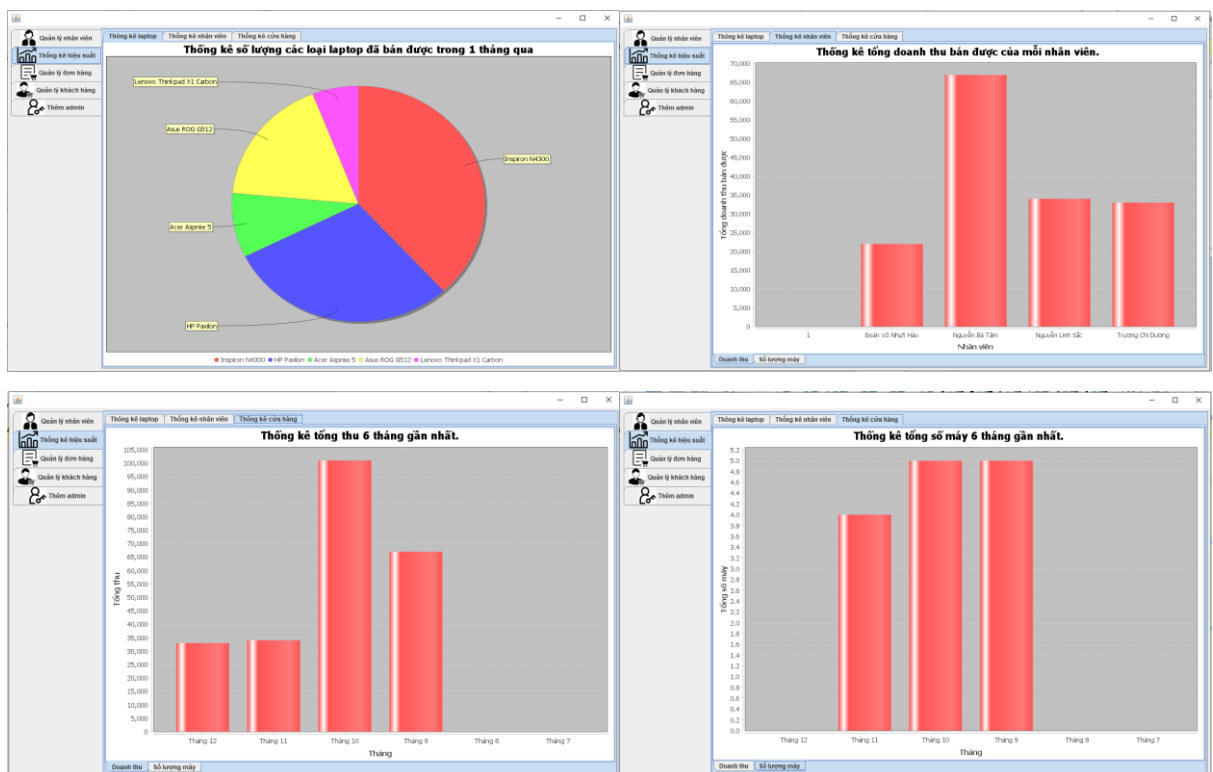 Quản lý nhân viên
Thống kê hiệu suất
Quản lý đơn hàng
Quản lý khách hàng
Thêm admin
Thống kê laptop Thống kê nhân viên Thống kê cửa hàng
Thống kê số lượng các loại laptop đã bán được trong 1 tháng qua
Lenovo Thinkpad X1 Carbon
Asus ROG G512
Inspiron N4300
Acer Asprise 5
HP Pavilon
Inspiron N4300 HP Pavilon Acer Asprise 5 Asus ROG G512 Lenovo Thinkpad X1 Carbon
Quản lý nhân viên
Thống kê hiệu suất
Quản lý đơn hàng
Quản lý khách hàng
Thêm admin
Thống kê laptop Thống kê nhân viên Thống kê cửa hàng
Thống kê tổng doanh thu bán được của mỗi nhân viên.
Tổng doanh thu bán được
70,000
65,000
60,000
55,000
50,000
45,000
40,000
35,000
30,000
25,000
20,000
15,000
10,000
5,000
0
1 Đoàn Võ Nhựt Hào Nguyễn Bá Tâm Nguyễn Linh Sắc Trương Chí Dương
Nhân viên
Doanh thu Số lượng máy
Quản lý nhân viên
Thống kê hiệu suất
Quản lý đơn hàng
Quản lý khách hàng
Thêm admin
Thống kê laptop Thống kê nhân viên Thống kê cửa hàng
Thống kê tổng thu 6 tháng gần nhất.
Tổng thu
105,000
100,000
95,000
90,000
85,000
80,000
75,000
70,000
65,000
60,000
55,000
50,000
45,000
40,000
35,000
30,000
25,000
20,000
15,000
10,000
5,000
0
Tháng 12 Tháng 11 Tháng 10 Tháng 9 Tháng 8 Tháng 7
Tháng
Doanh thu Số lượng máy
Quản lý nhân viên
Thống kê hiệu suất
Quản lý đơn hàng
Quản lý khách hàng
Thêm admin
Thống kê laptop Thống kê nhân viên Thống kê cửa hàng
Thống kê tổng số máy 6 tháng gần nhất.
Tổng số máy
5.2
5.0
4.8
4.6
4.4
4.2
4.0
3.8
3.6
3.4
3.2
3.0
2.8
2.6
2.4
2.2
2.0
1.8
1.6
1.4
1.2
1.0
0.8
0.6
0.4
0.2
0.0
Tháng 12 Tháng 11 Tháng 10 Tháng 9 Tháng 8 Tháng 7
Tháng
Doanh thu Số lượng máy